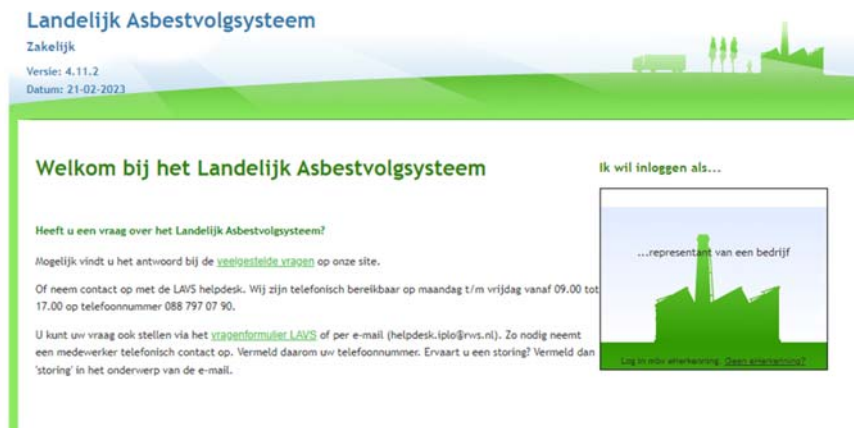 Landelijk Asbestvolgsysteem
Zakelijk
Versie: 4.11.2
Datum: 21-02-2023
Welkom bij het Landelijk Asbestvolgsysteem
Heeft u een vraag over het Landelijk Asbestvolgsysteem?
Mogelijk vindt u het antwoord bij de veelgestelde vragen op onze site.
Of neem contact op met de LAVS helpdesk. Wij zijn telefonisch bereikbaar op maandag t/m vrijdag vanaf 09.00 tot
17.00 op telefoonnummer 088 797 07 90.
U kunt uw vraag ook stellen via het vragenformulier LAVS of per e-mail (helpdesk.iplo@rws.nl). Zo nodig neemt
een medewerker telefonisch contact op. Vermeld daarom uw telefoonnummer. Ervaart u een storing? Vermeld dan
'storing' in het onderwerp van de e-mail.
Ik wil inloggen als...
...representant van een bedrijf
Log in mbv eHerkenning. Geen eHerkenning?